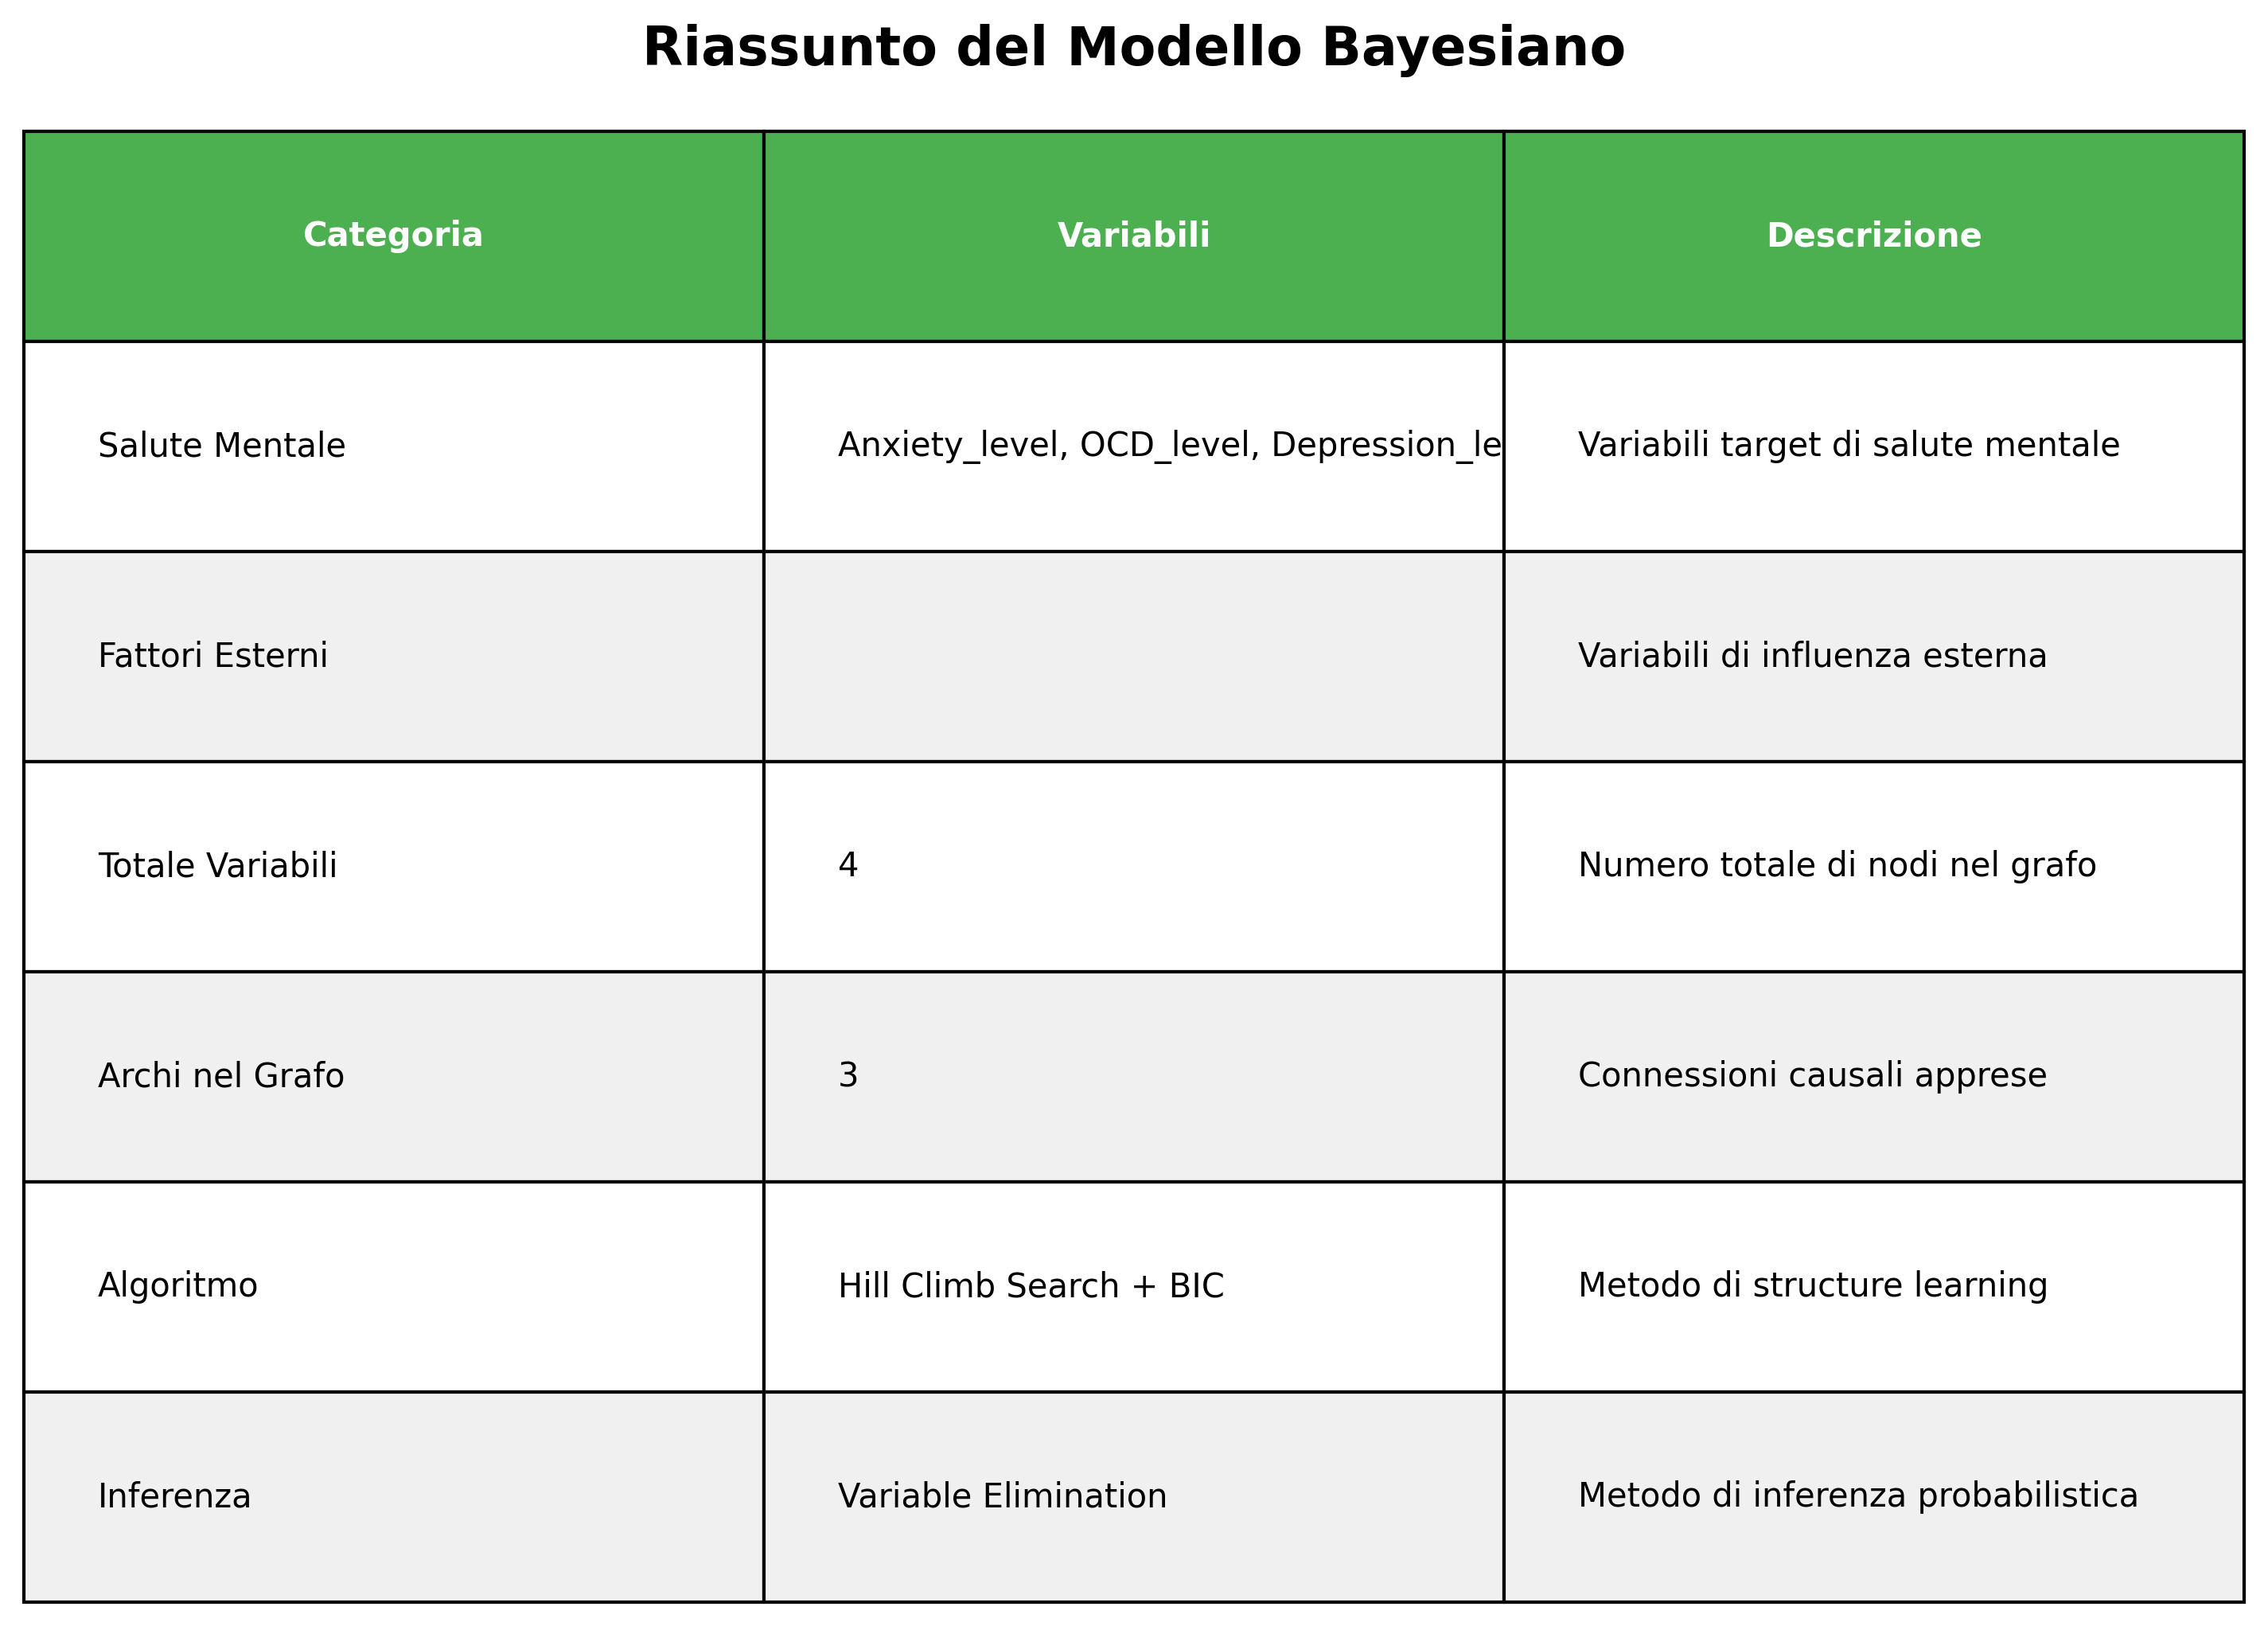 Riassunto del Modello Bayesiano
Categoria Variabili Descrizione
Salute Mentale Anxiety_level, OCD_level, Depression_le Variabili target di salute mentale
Fattori Esterni Variabili di influenza esterna
Totale Variabili 4 Numero totale di nodi nel grafo
Archi nel Grafo 3 Connessioni causali apprese
Algoritmo Hill Climb Search + BIC Metodo di structure learning
Inferenza Variable Elimination Metodo di inferenza probabilistica